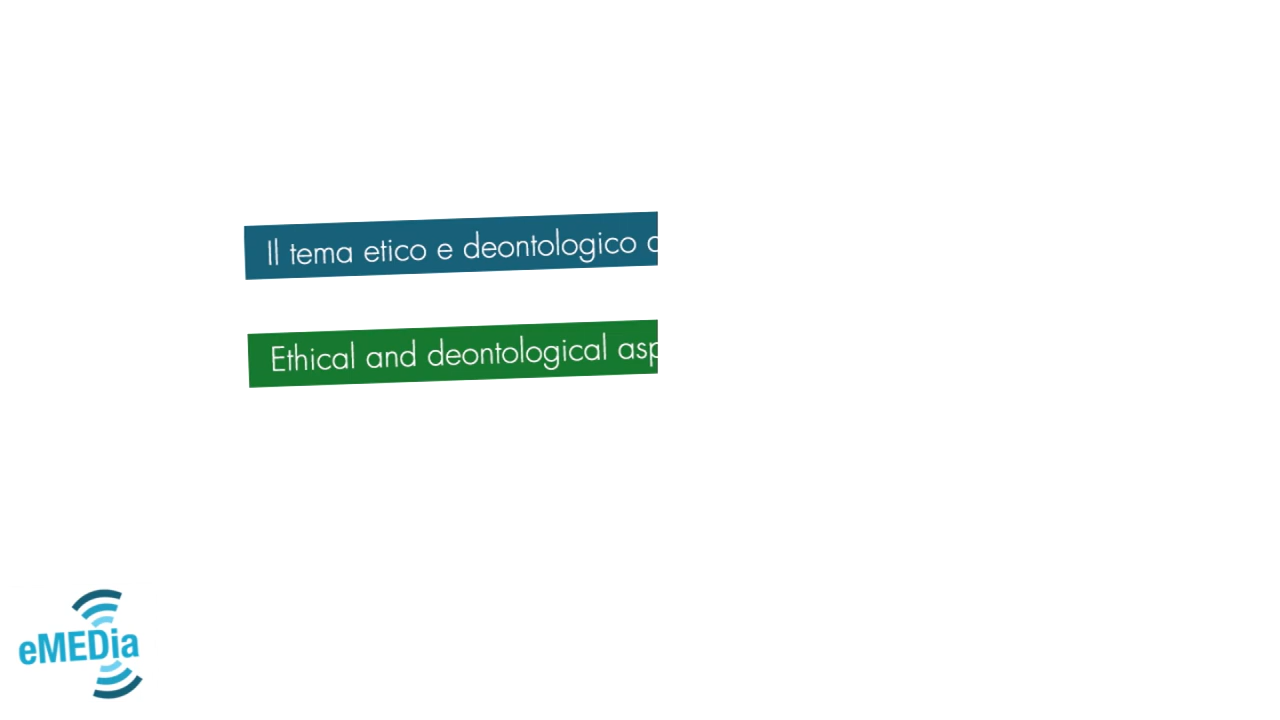 Il tema etico e deontologico
Ethical and deontological
eMEDia